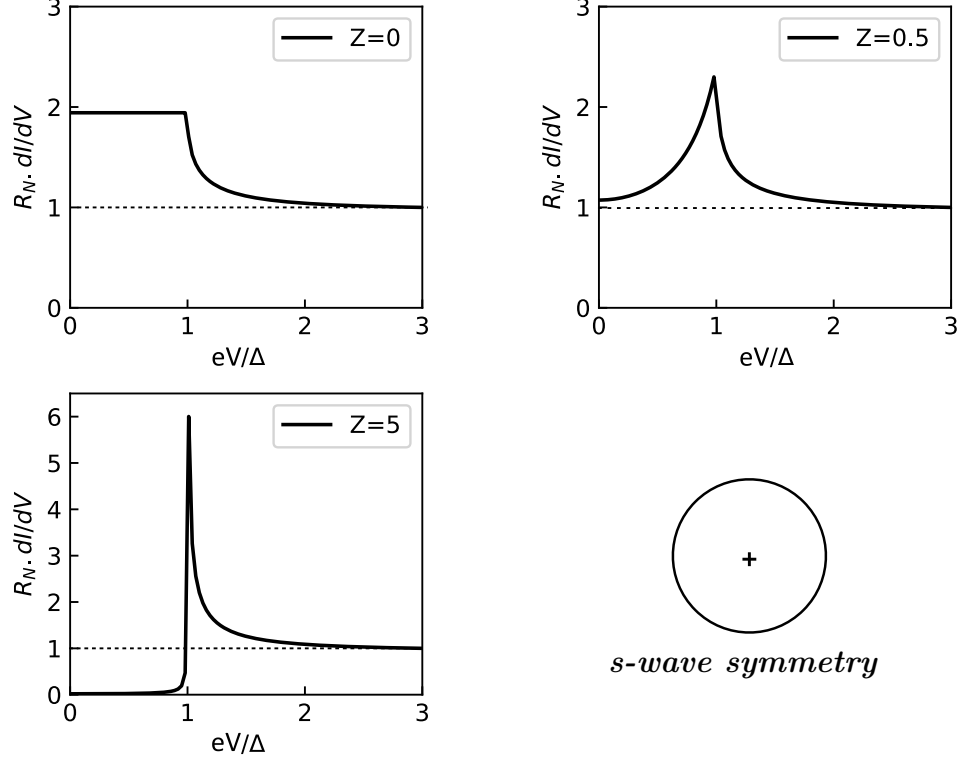 3
2
1
0
R_N. dI/dV
Z=0
0 1 2 3
eV/Δ
3
2
1
0
R_N. dI/dV
Z=0.5
0 1 2 3
eV/Δ
6
5
4
3
2
1
0
R_N. dI/dV
Z=5
0 1 2 3
eV/Δ
+
s-wave symmetry